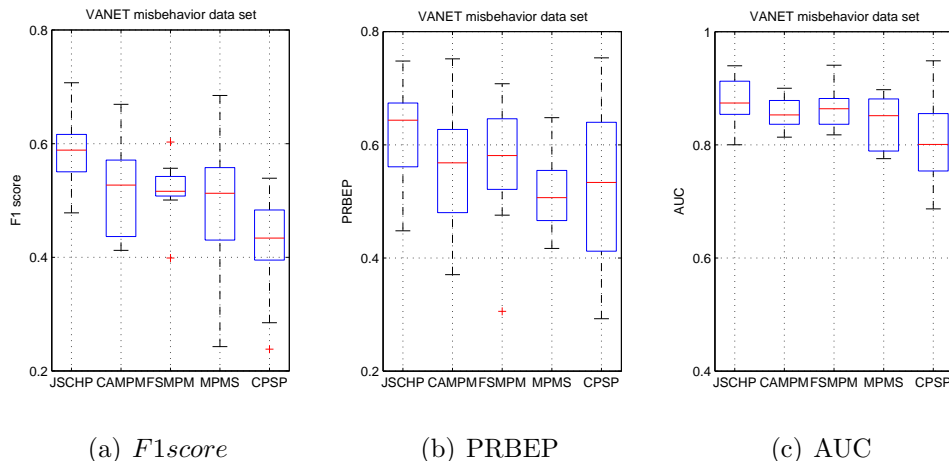 VANET misbehavior data set
0.8
0.6
0.4
0.2
F1 score
JSCHP CAMPM FSMPM MPMS CPSP
(a) F1score
VANET misbehavior data set
0.8
0.6
0.4
0.2
PRBEP
JSCHP CAMPM FSMPM MPMS CPSP
(b) PRBEP
VANET misbehavior data set
1
0.8
0.6
0.4
AUC
JSCHP CAMPM FSMPM MPMS CPSP
(c) AUC